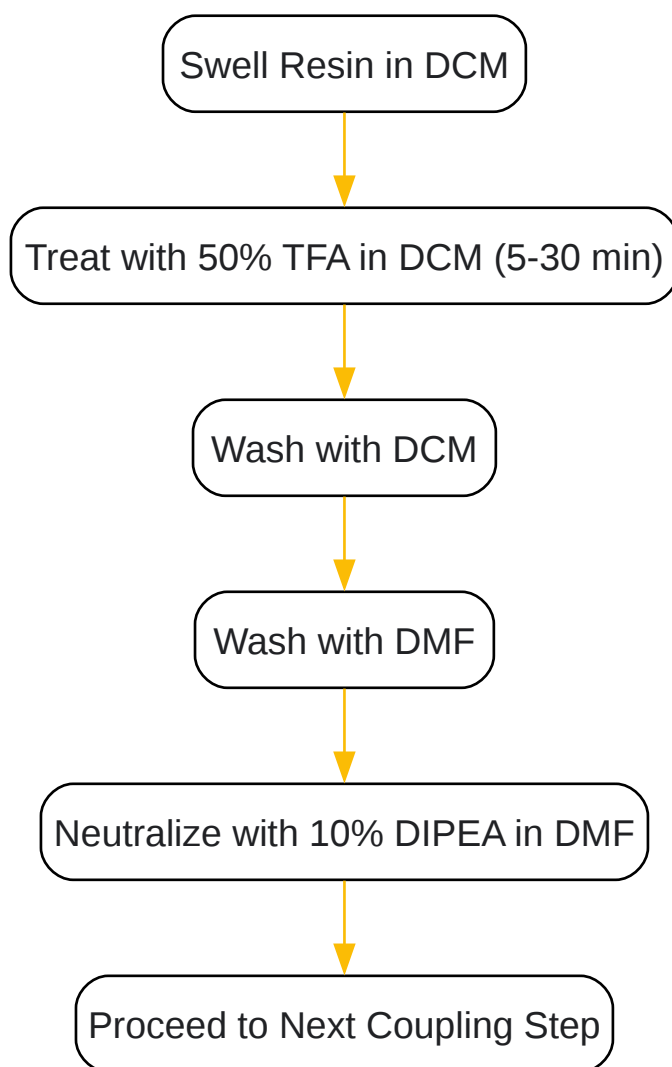 Swell Resin in DCM
Treat with 50% TFA in DCM (5-30 min)
Wash with DCM
Wash with DMF
Neutralize with 10% DIPEA in DMF
Proceed to Next Coupling Step